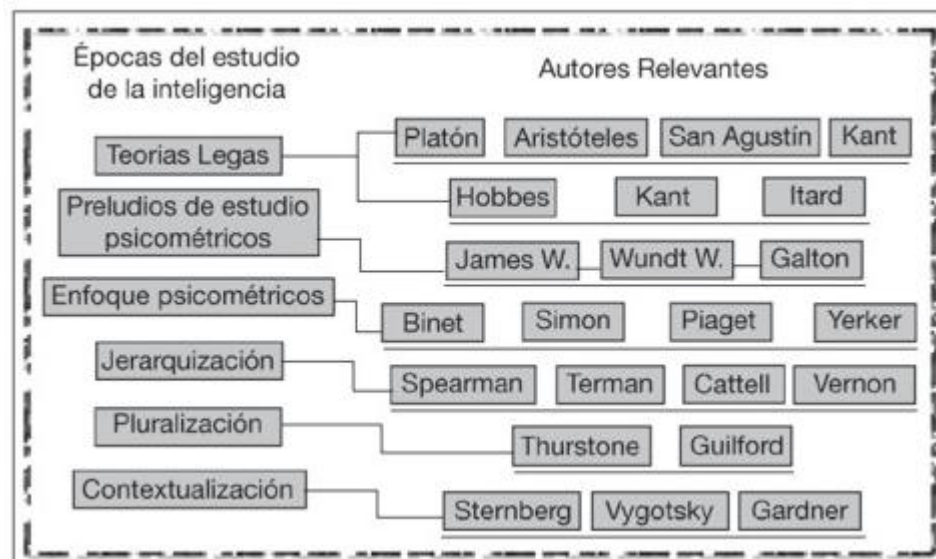 Épocas del estudio
de la inteligencia
Autores Relevantes
Teorias Legas
Platón Aristóteles San Agustín Kant
Hobbes Kant Itard
Preludios de estudio
psicométricos
James W. Wundt W. Galton
Enfoque psicométricos
Binet Simon Piaget Yerker
Jerarquización
Spearman Terman Cattell Vernon
Pluralización
Thurstone Guilford
Contextualización
Sternberg Vygotsky Gardner